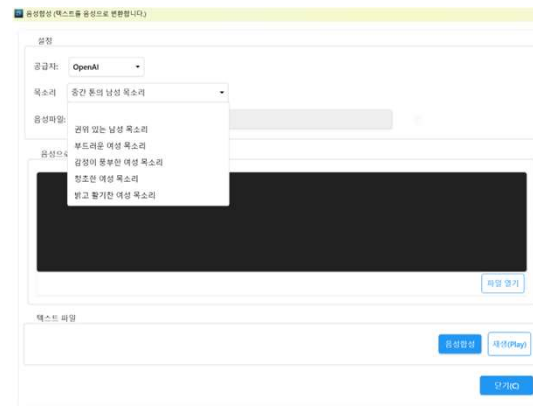 음성합성 (텍스트를 음성으로 변환합니다.)
설정
공급자: OpenAI
목소리 중간 톤의 남성 목소리
음성파일:
권위 있는 남성 목소리
부드러운 여성 목소리
감정이 풍부한 여성 목소리
청초한 여성 목소리
밝고 활기찬 여성 목소리
음성으로
파일 열기
텍스트 파일
음성합성 재생(Play)
닫기(C)